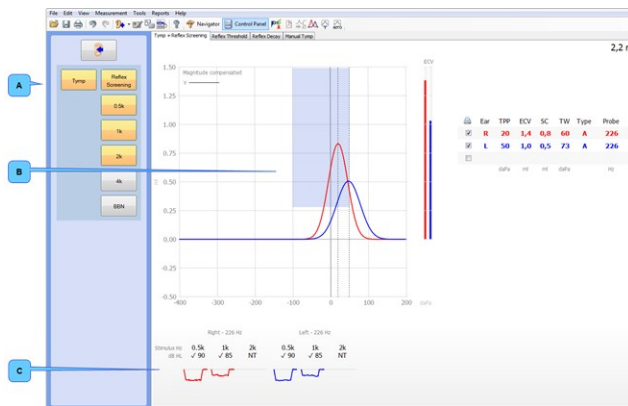 File Edit View Measurement Tools Reports Help
Navigator Control Panel
Tymp + Reflex Screening Reflex Threshold Reflex Decay Manual Tymp
2,2 m
A
Tymp Reflex Screening
0.5k
1k
2k
4k
BBN
B
C
Magnitude compensated
Y
1.50
1.25
1.00
0.75
0.50
0.25
0.00
-0.25
-0.50
-400 -300 -200 -100 0 100 200
daPa
ECV
Ear TPP ECV SC TW Type Probe
R 20 1,4 0,8 60 A 226
L 50 1,0 0,5 73 A 226
daPa ml ml daPa Hz
Right - 226 Hz Left - 226 Hz
Stimulus Hz 0.5k 1k 2k 0.5k 1k 2k
dB HL ✓ 90 ✓ 85 NT ✓ 90 ✓ 85 NT